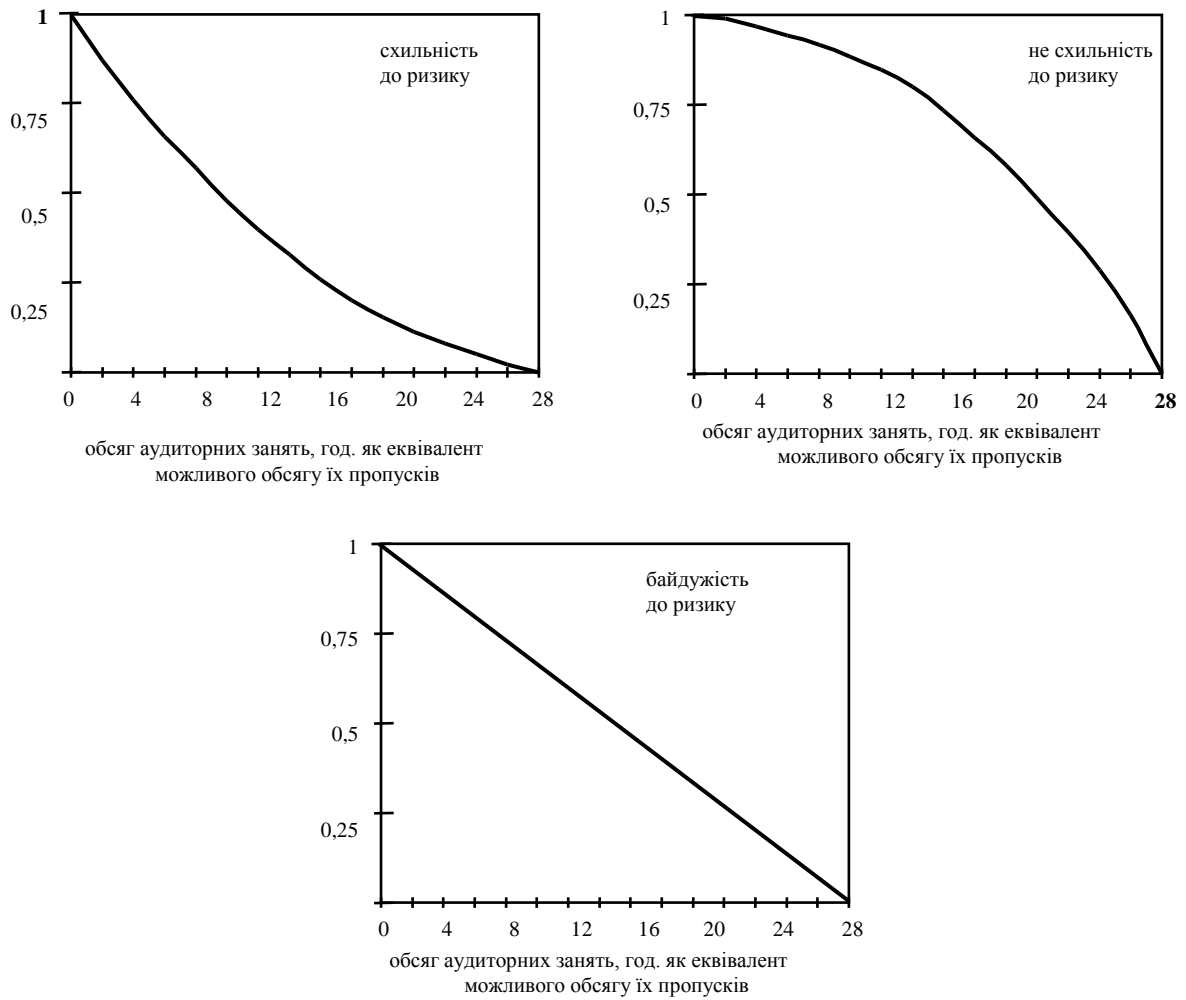 1
0,75
0,5
0,25
схильність
до ризику
0 4 8 12 16 20 24 28
обсяг аудиторних занять, год. як еквівалент
можливого обсягу їх пропусків
1
0,75
0,5
0,25
не схильність
до ризику
0 4 8 12 16 20 24 28
обсяг аудиторних занять, год. як еквівалент
можливого обсягу їх пропусків
1
0,75
0,5
0,25
байдужість
до ризику
0 4 8 12 16 20 24 28
обсяг аудиторних занять, год. як еквівалент
можливого обсягу їх пропусків